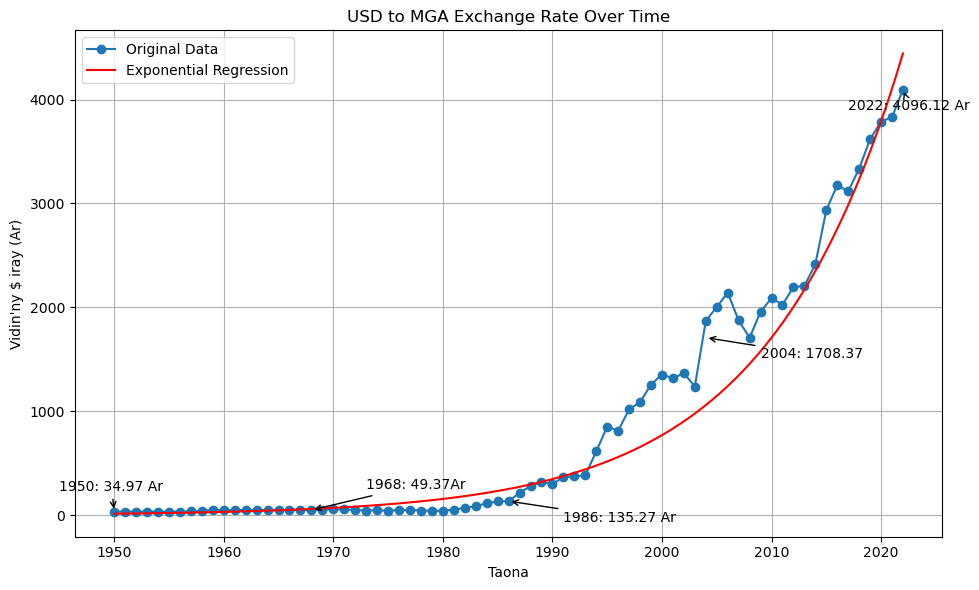 USD to MGA Exchange Rate Over Time
Original Data
Exponential Regression
Vidin'ny $ iray (Ar)
4000
3000
2000
1000
0
2022: 4096.12 Ar
2004: 1708.37
1968: 49.37Ar
1950: 34.97 Ar
1986: 135.27 Ar
1950 1960 1970 1980 1990 2000 2010 2020
Taona